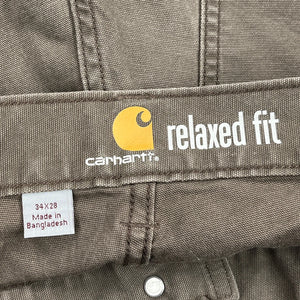 carhartt. relaxed fit
34X28
Made in
Bangladesh